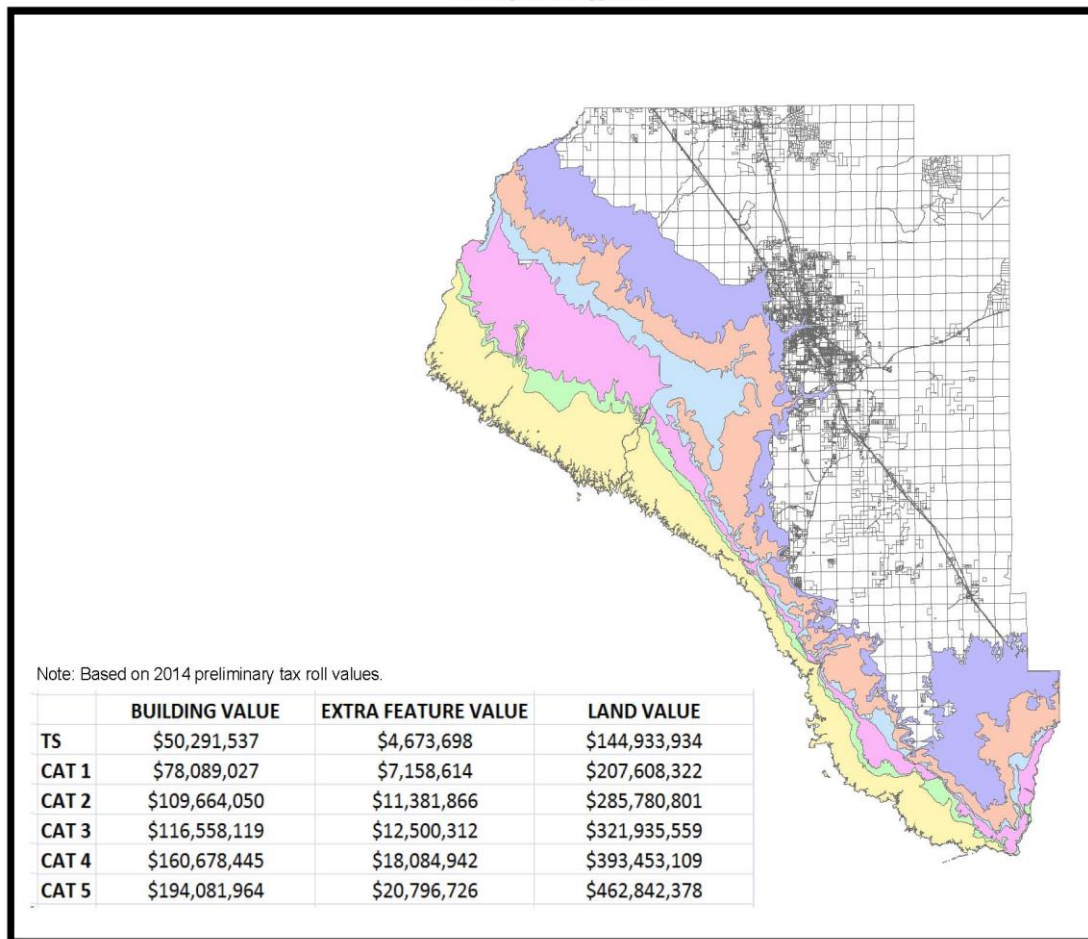 Note: Based on 2014 preliminary tax roll values.
BUILDING VALUE EXTRA FEATURE VALUE LAND VALUE
TS $50,291,537 $4,673,698 $144,933,934
CAT 1 $78,089,027 $7,158,614 $207,608,322
CAT 2 $109,664,050 $11,381,866 $285,780,801
CAT 3 $116,558,119 $12,500,312 $321,935,559
CAT 4 $160,678,445 $18,084,942 $393,453,109
CAT 5 $194,081,964 $20,796,726 $462,842,378